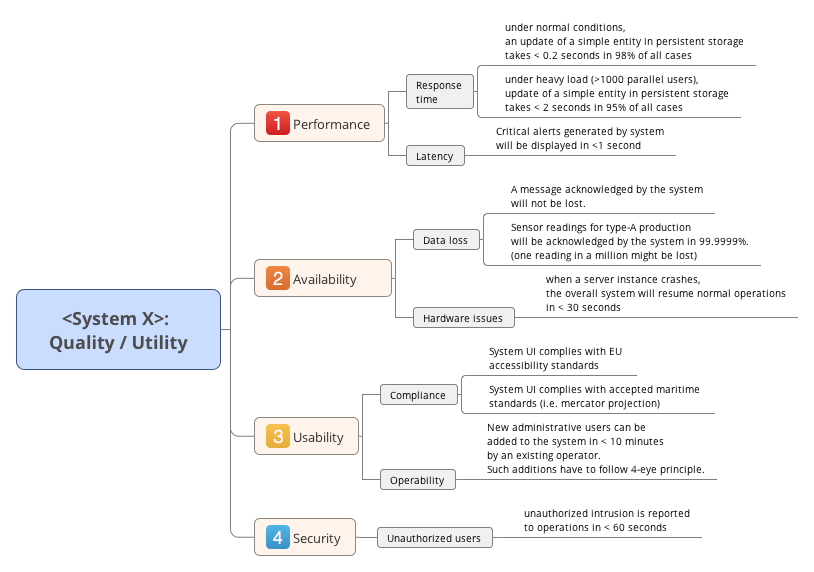 <System X>:
Quality / Utility
1 Performance
Response
time
under normal conditions,
an update of a simple entity in persistent storage
takes < 0.2 seconds in 98% of all cases
under heavy load (>1000 parallel users),
update of a simple entity in persistent storage
takes < 2 seconds in 95% of all cases
Latency
Critical alerts generated by system
will be displayed in <1 second
2 Availability
Data loss
A message acknowledged by the system
will not be lost.
Sensor readings for type-A production
will be acknowledged by the system in 99.9999%.
(one reading in a million might be lost)
Hardware issues
when a server instance crashes,
the overall system will resume normal operations
in < 30 seconds
3 Usability
Compliance
System UI complies with EU
accessibility standards
System UI complies with accepted maritime
standards (i.e. mercator projection)
Operability
New administrative users can be
added to the system in < 10 minutes
by an existing operator.
Such additions have to follow 4-eye principle.
4 Security
Unauthorized users
unauthorized intrusion is reported
to operations in < 60 seconds